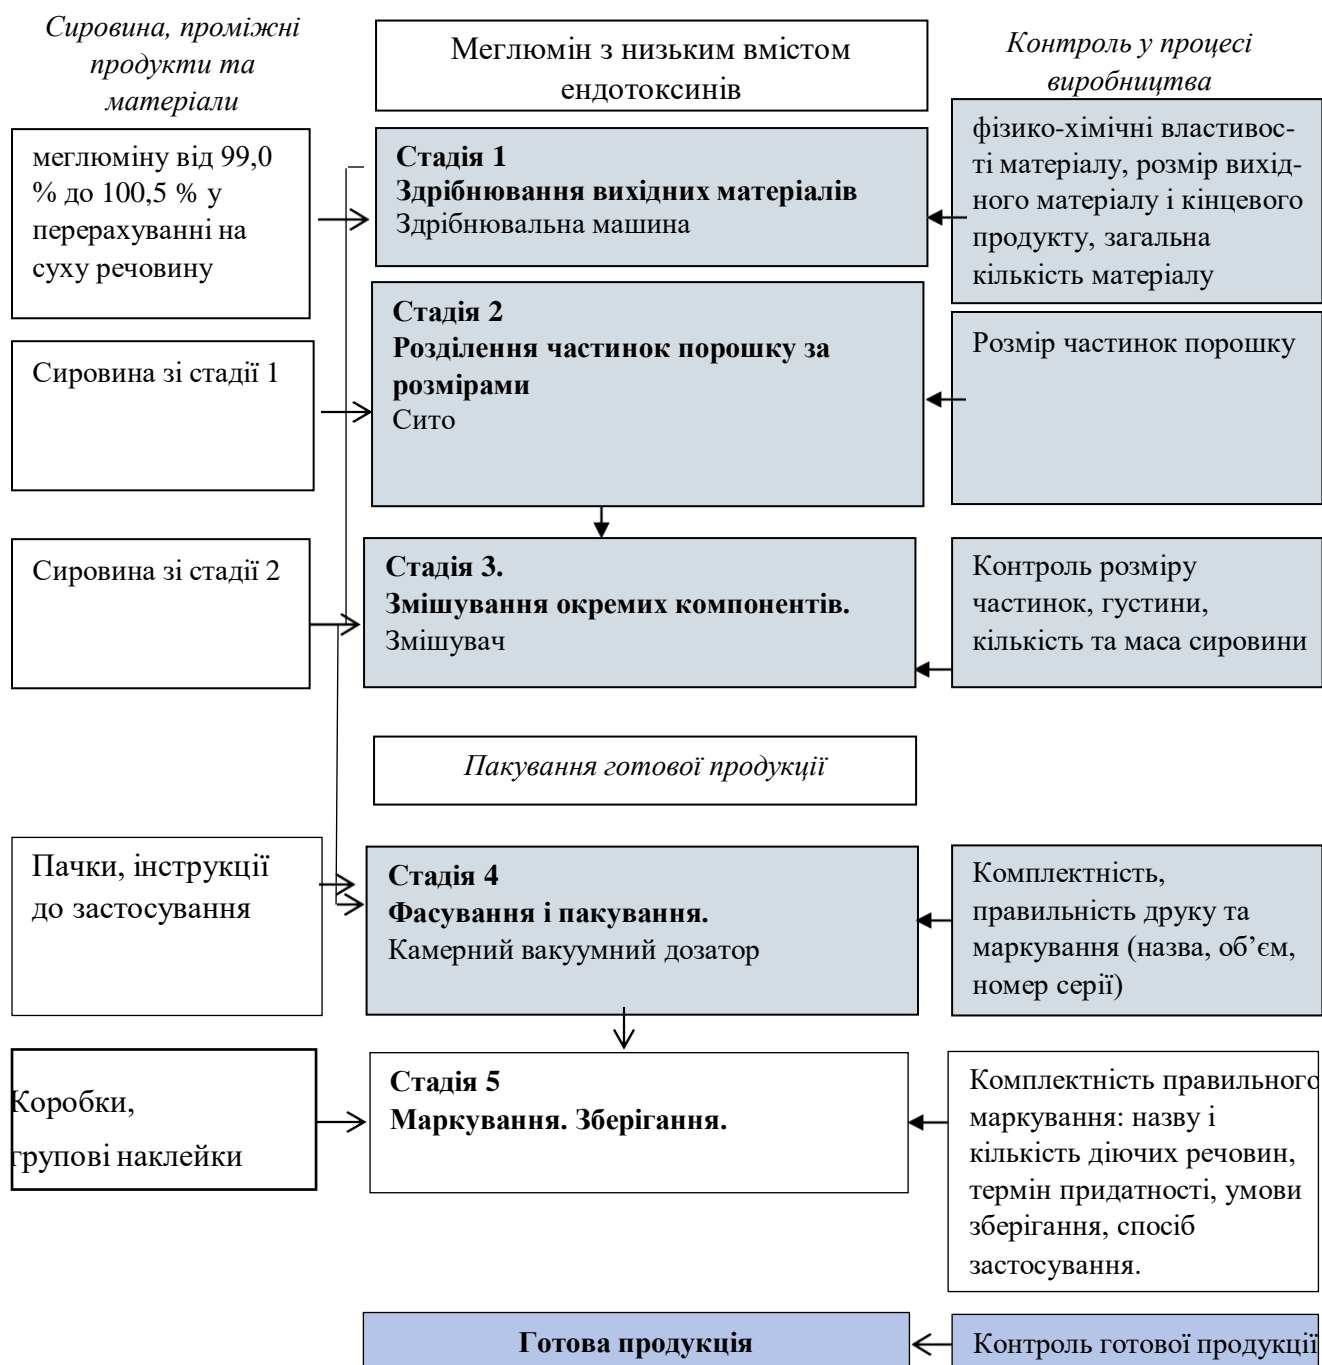 Сировина, проміжні
продукти та
матеріали
Меглюмін з низьким вмістом
ендотоксинів
Контроль у процесі
виробництва
меглюміну від 99,0
% до 100,5 % у
перерахуванні на
суху речовину
Стадія 1
Здрібнювання вихідних матеріалів
Здрібнювальна машина
фізико-хімічні властивос-
ті матеріалу, розмір вихід-
ного матеріалу і кінцевого
продукту, загальна
кількість матеріалу
Сировина зі стадії 1
Стадія 2
Розділення частинок порошку за
розмірами
Сито
Розмір частинок порошку
Сировина зі стадії 2
Стадія 3.
Змішування окремих компонентів.
Змішувач
Контроль розміру
частинок, густини,
кількість та маса сировини
Пакування готової продукції
Пачки, інструкції
до застосування
Стадія 4
Фасування і пакування.
Камерний вакуумний дозатор
Комплектність,
правильність друку та
маркування (назва, об’єм,
номер серії)
Коробки,
групові наклейки
Стадія 5
Маркування. Зберігання.
Комплектність правильного
маркування: назву і
кількість діючих речовин,
термін придатності, умови
зберігання, спосіб
застосування.
Готова продукція
Контроль готової продукції